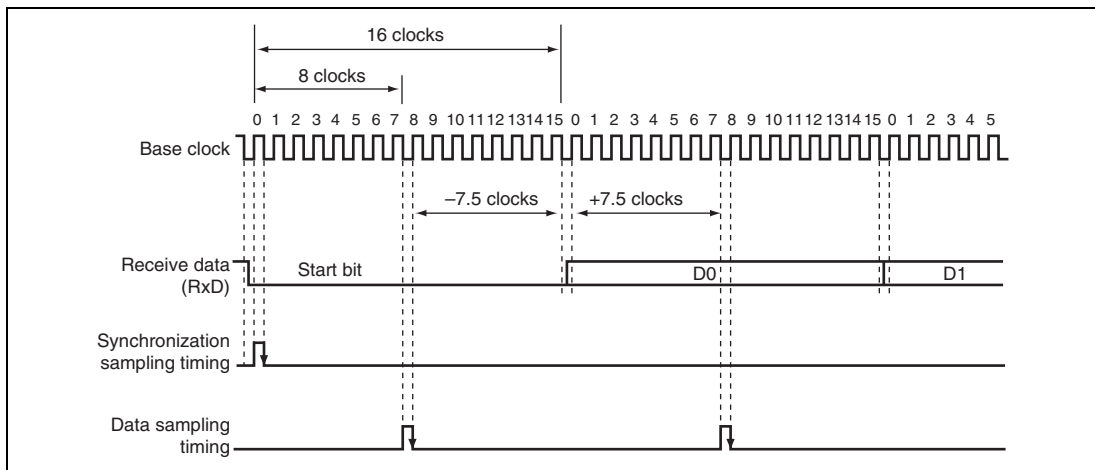 16 clocks
8 clocks
0 1 2 3 4 5 6 7 8 9 10 11 12 13 14 15 0 1 2 3 4 5 6 7 8 9 10 11 12 13 14 15 0 1 2 3 4 5
Base clock
–7.5 clocks +7.5 clocks
Receive data
(RxD)
Start bit D0 D1
Synchronization
sampling timing
Data sampling
timing